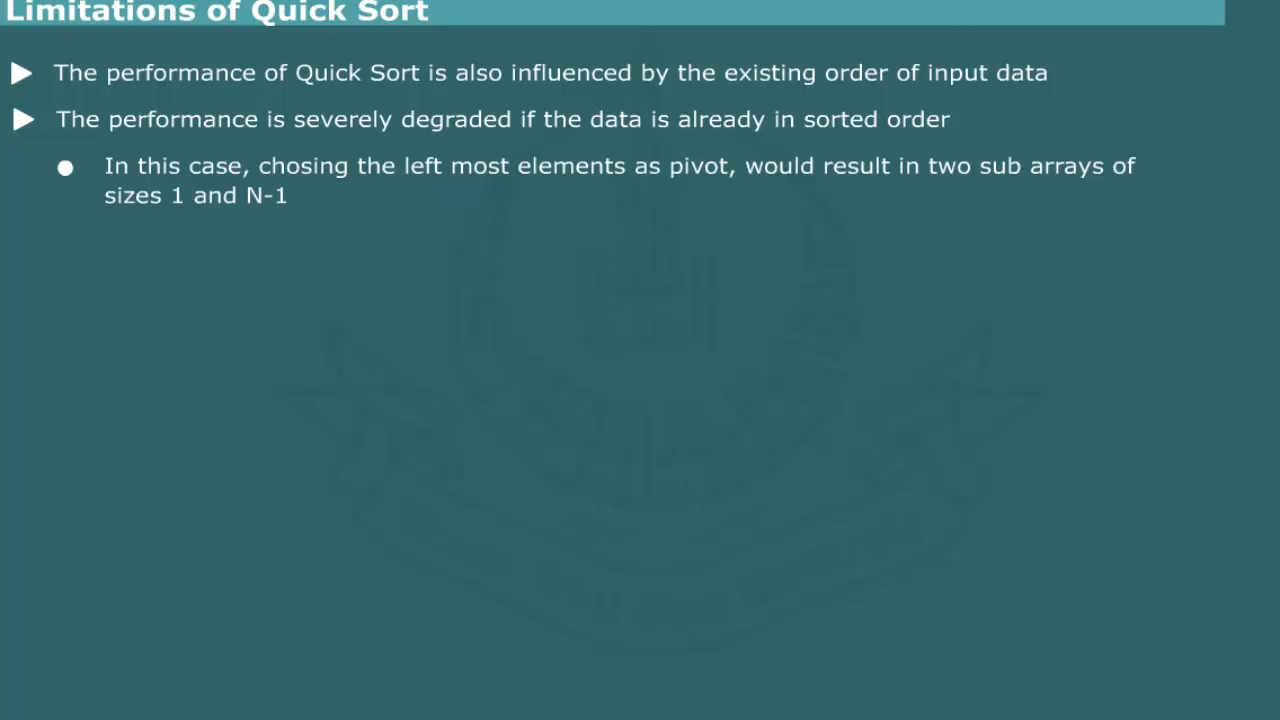 Limitations of Quick Sort
The performance of Quick Sort is also influenced by the existing order of input data
The performance is severely degraded if the data is already in sorted order
In this case, chosing the left most elements as pivot, would result in two sub arrays of
sizes 1 and N-1